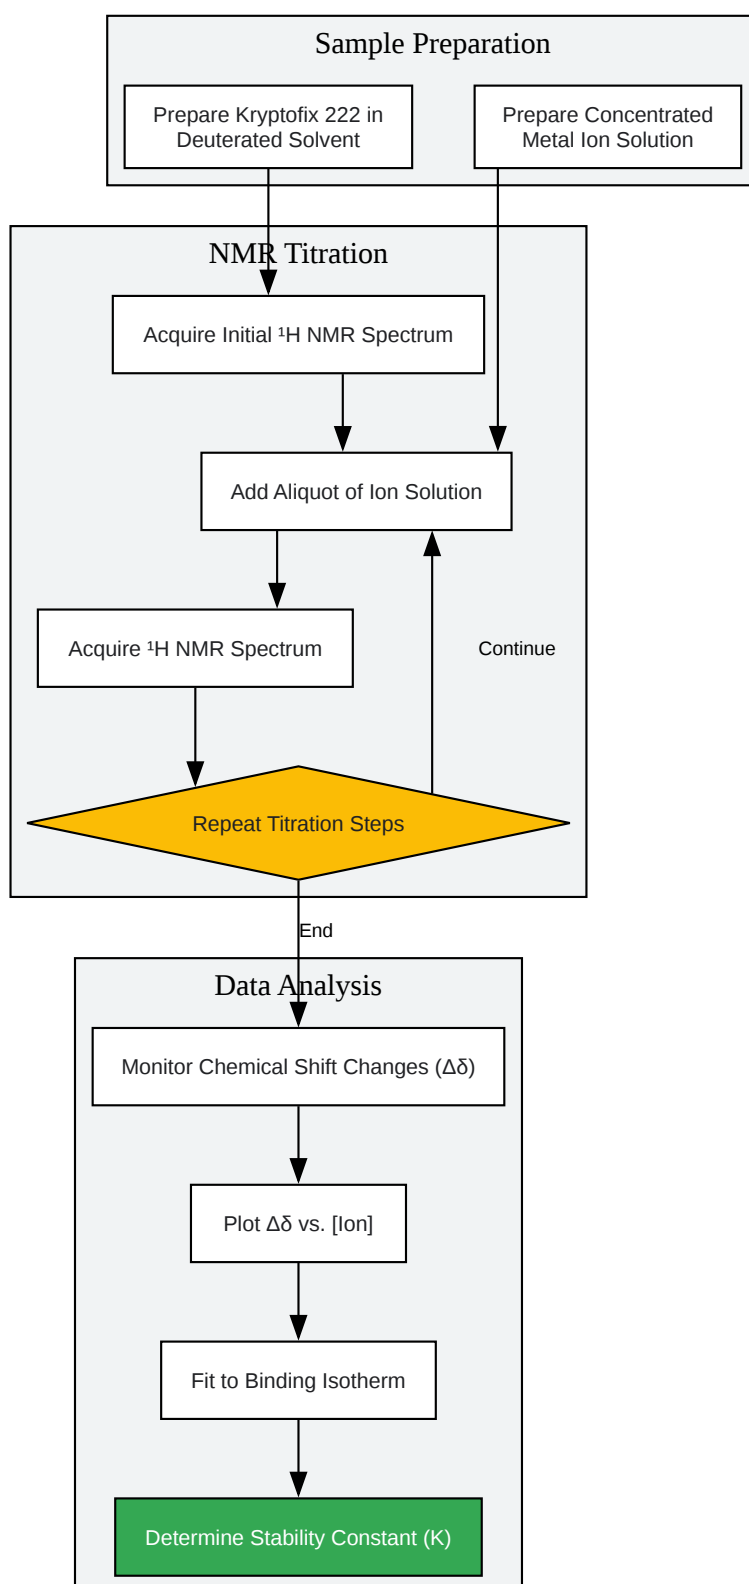 Sample Preparation
Prepare Kryptofix 222 in
Deuterated Solvent
Prepare Concentrated
Metal Ion Solution
NMR Titration
Acquire Initial ¹H NMR Spectrum
Add Aliquot of Ion Solution
Acquire ¹H NMR Spectrum
Continue
Repeat Titration Steps
End
Data Analysis
Monitor Chemical Shift Changes (Δδ)
Plot Δδ vs. [Ion]
Fit to Binding Isotherm
Determine Stability Constant (K)